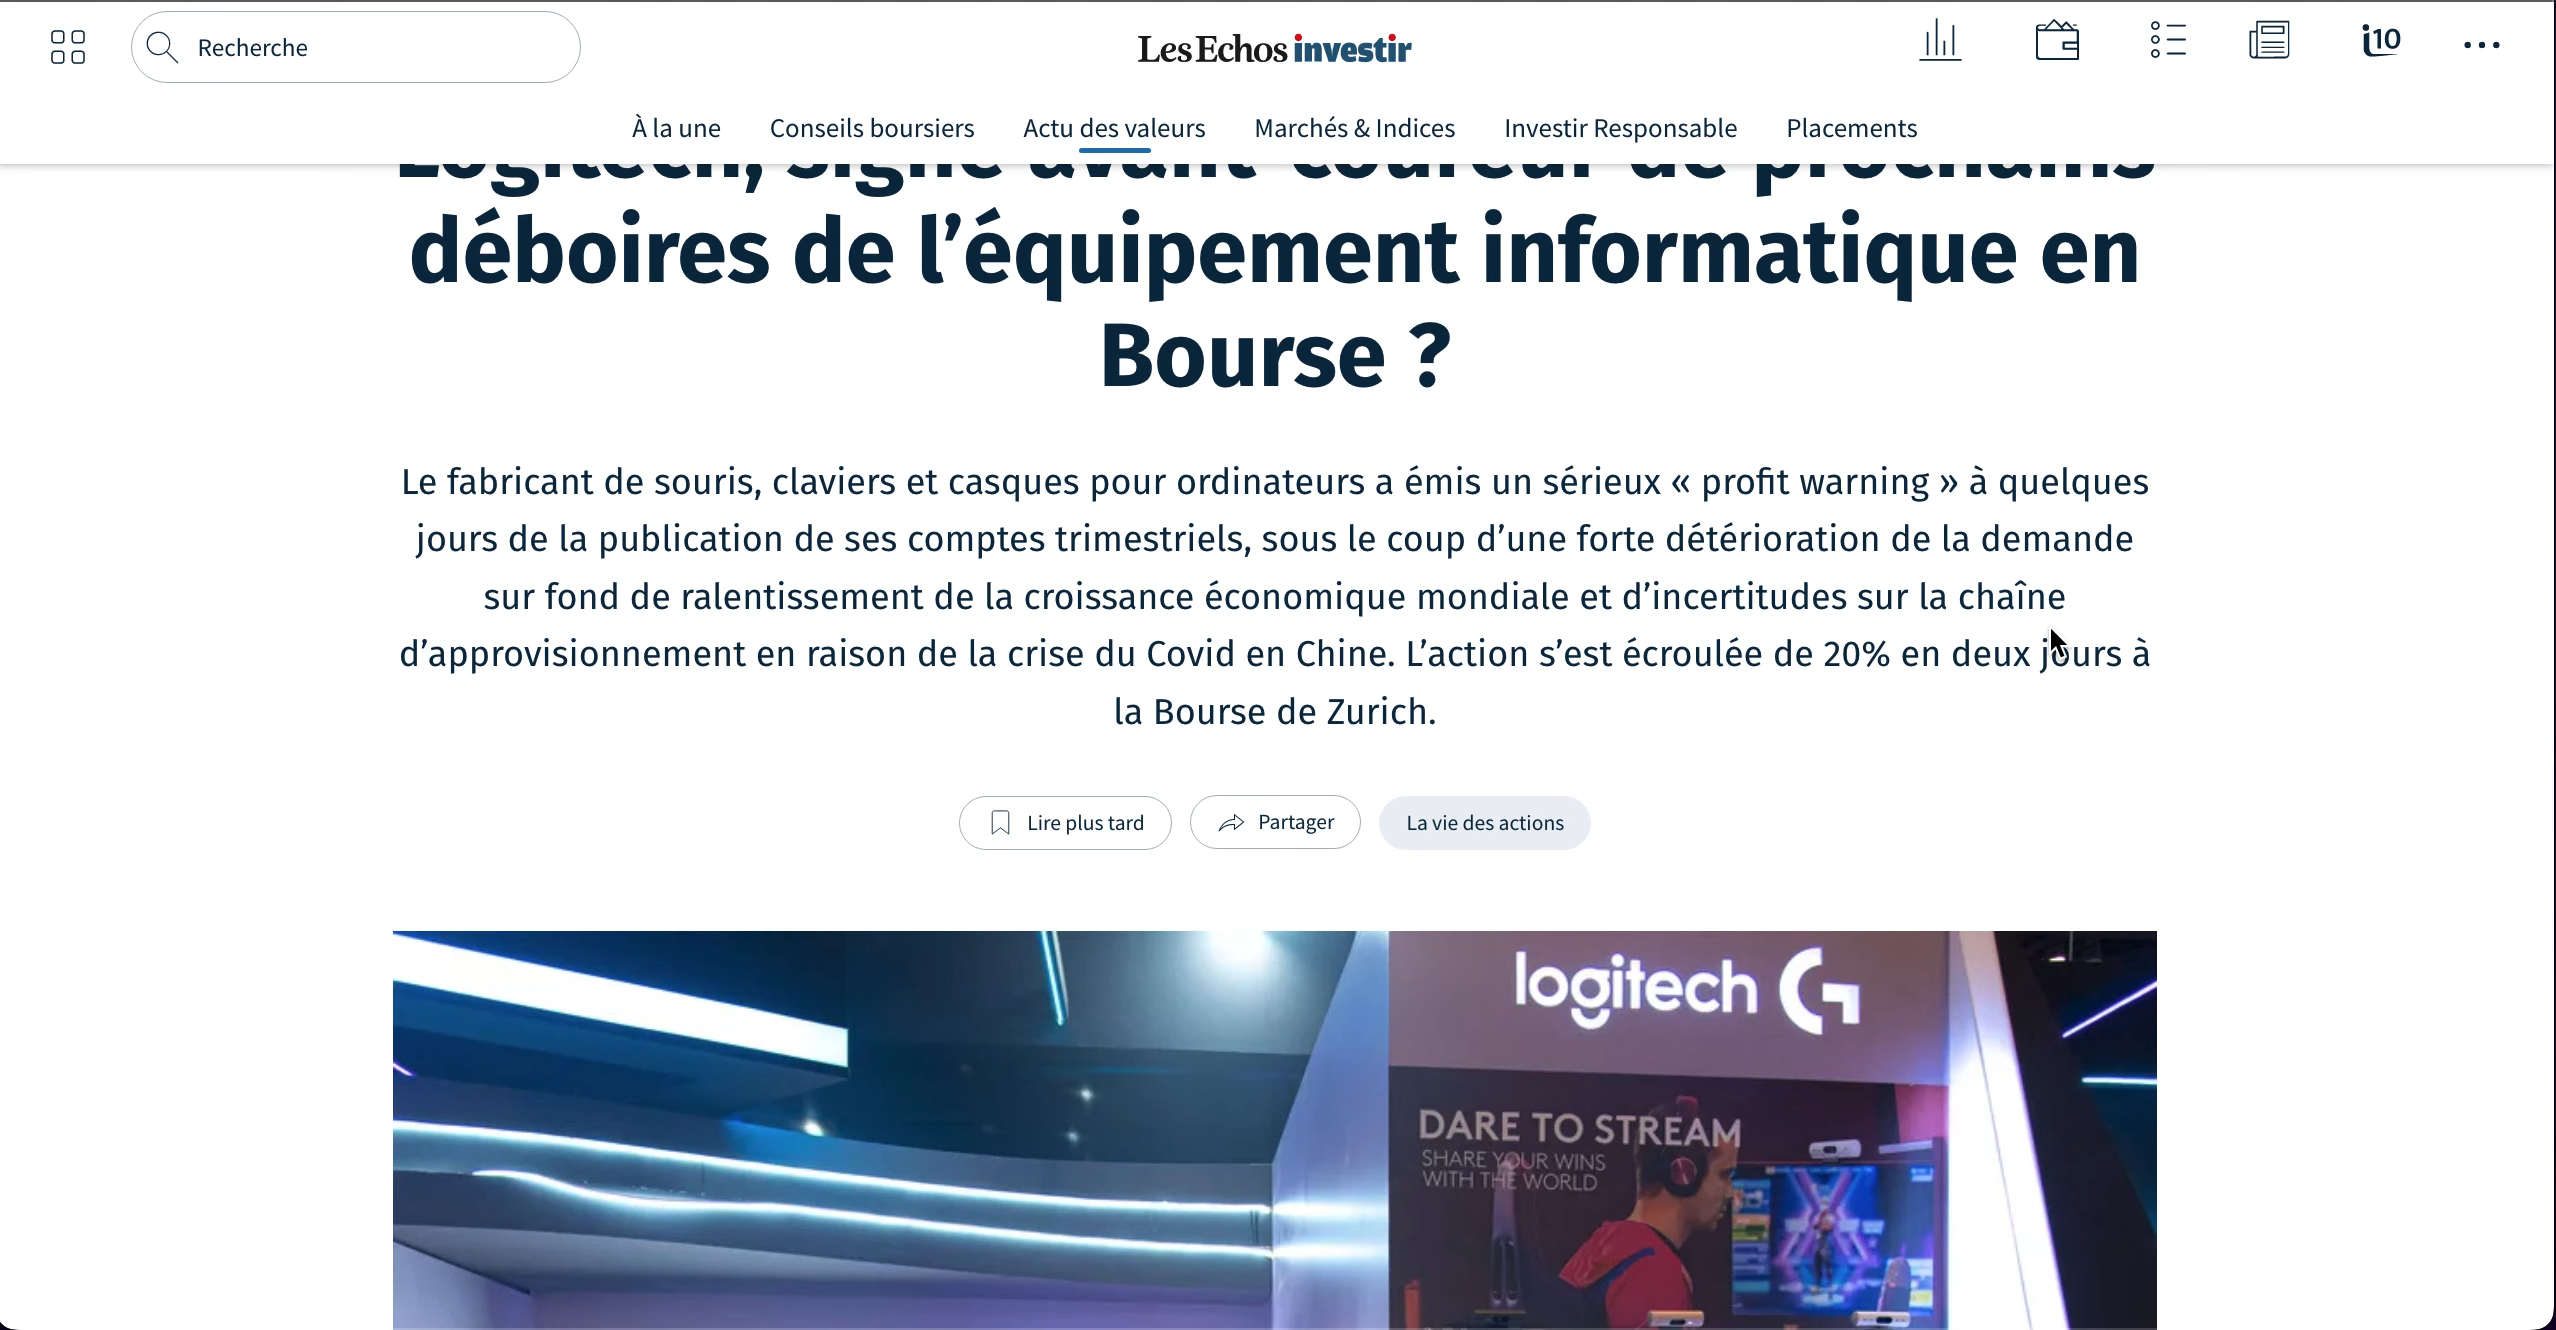 Recherche
Les Echos investir
i10
À la une
Conseils boursiers
Actu des valeurs
Marchés & Indices
Investir Responsable
Placements
Logitech, signe avant-coureur de prochains
déboires de l’équipement informatique en
Bourse ?
Le fabricant de souris, claviers et casques pour ordinateurs a émis un sérieux « profit warning » à quelques
jours de la publication de ses comptes trimestriels, sous le coup d’une forte détérioration de la demande
sur fond de ralentissement de la croissance économique mondiale et d’incertitudes sur la chaîne
d’approvisionnement en raison de la crise du Covid en Chine. L’action s’est écroulée de 20% en deux jours à
la Bourse de Zurich.
Lire plus tard
Partager
La vie des actions
logitech G
DARE TO STREAM
SHARE YOUR WINS
WITH THE WORLD